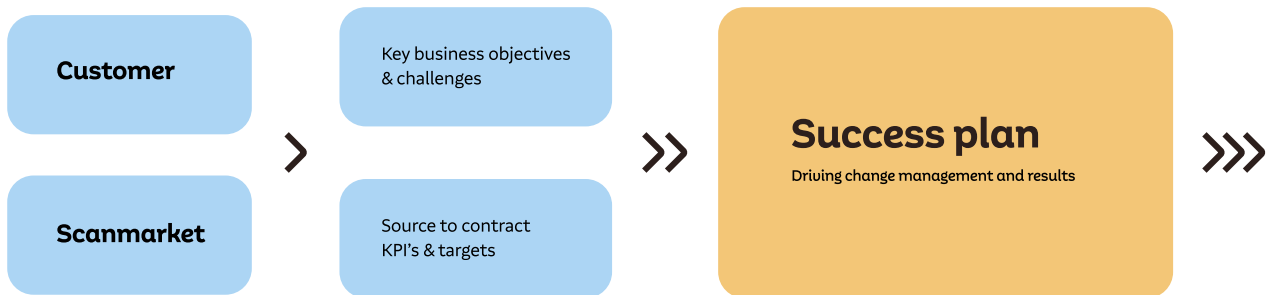 Customer
Key business objectives
& challenges
Success plan
Driving change management and results
Scanmarket
Source to contract
KPI's & targets